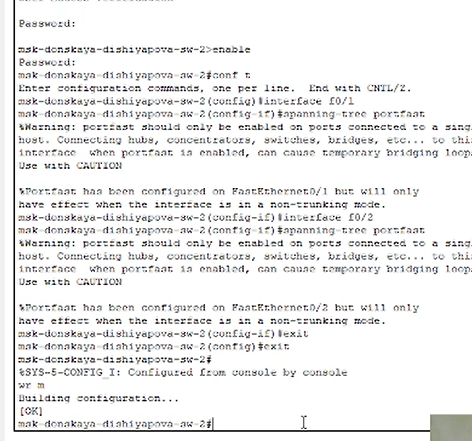 Password:
msk-donskaya-dishiyapova-sw-2>enable
Password:
msk-donskaya-dishiyapova-sw-2#conf t
Enter configuration commands, one per line.  End with CNTL/Z.
msk-donskaya-dishiyapova-sw-2(config)#interface f0/1
msk-donskaya-dishiyapova-sw-2(config-if)#spanning-tree portfast
%Warning: portfast should only be enabled on ports connected to a sing
host. Connecting hubs, concentrators, switches, bridges, etc... to thi
interface  when portfast is enabled, can cause temporary bridging loop
Use with CAUTION
%Portfast has been configured on FastEthernet0/1 but will only
have effect when the interface is in a non-trunking mode.
msk-donskaya-dishiyapova-sw-2(config-if)#interface f0/2
msk-donskaya-dishiyapova-sw-2(config-if)#spanning-tree portfast
%Warning: portfast should only be enabled on ports connected to a sing
host. Connecting hubs, concentrators, switches, bridges, etc... to thi
interface  when portfast is enabled, can cause temporary bridging loop
Use with CAUTION
%Portfast has been configured on FastEthernet0/2 but will only
have effect when the interface is in a non-trunking mode.
msk-donskaya-dishiyapova-sw-2(config-if)#exit
msk-donskaya-dishiyapova-sw-2(config)#exit
msk-donskaya-dishiyapova-sw-2#
%SYS-5-CONFIG_I: Configured from console by console
wr m
Building configuration...
[OK]
msk-donskaya-dishiyapova-sw-2#